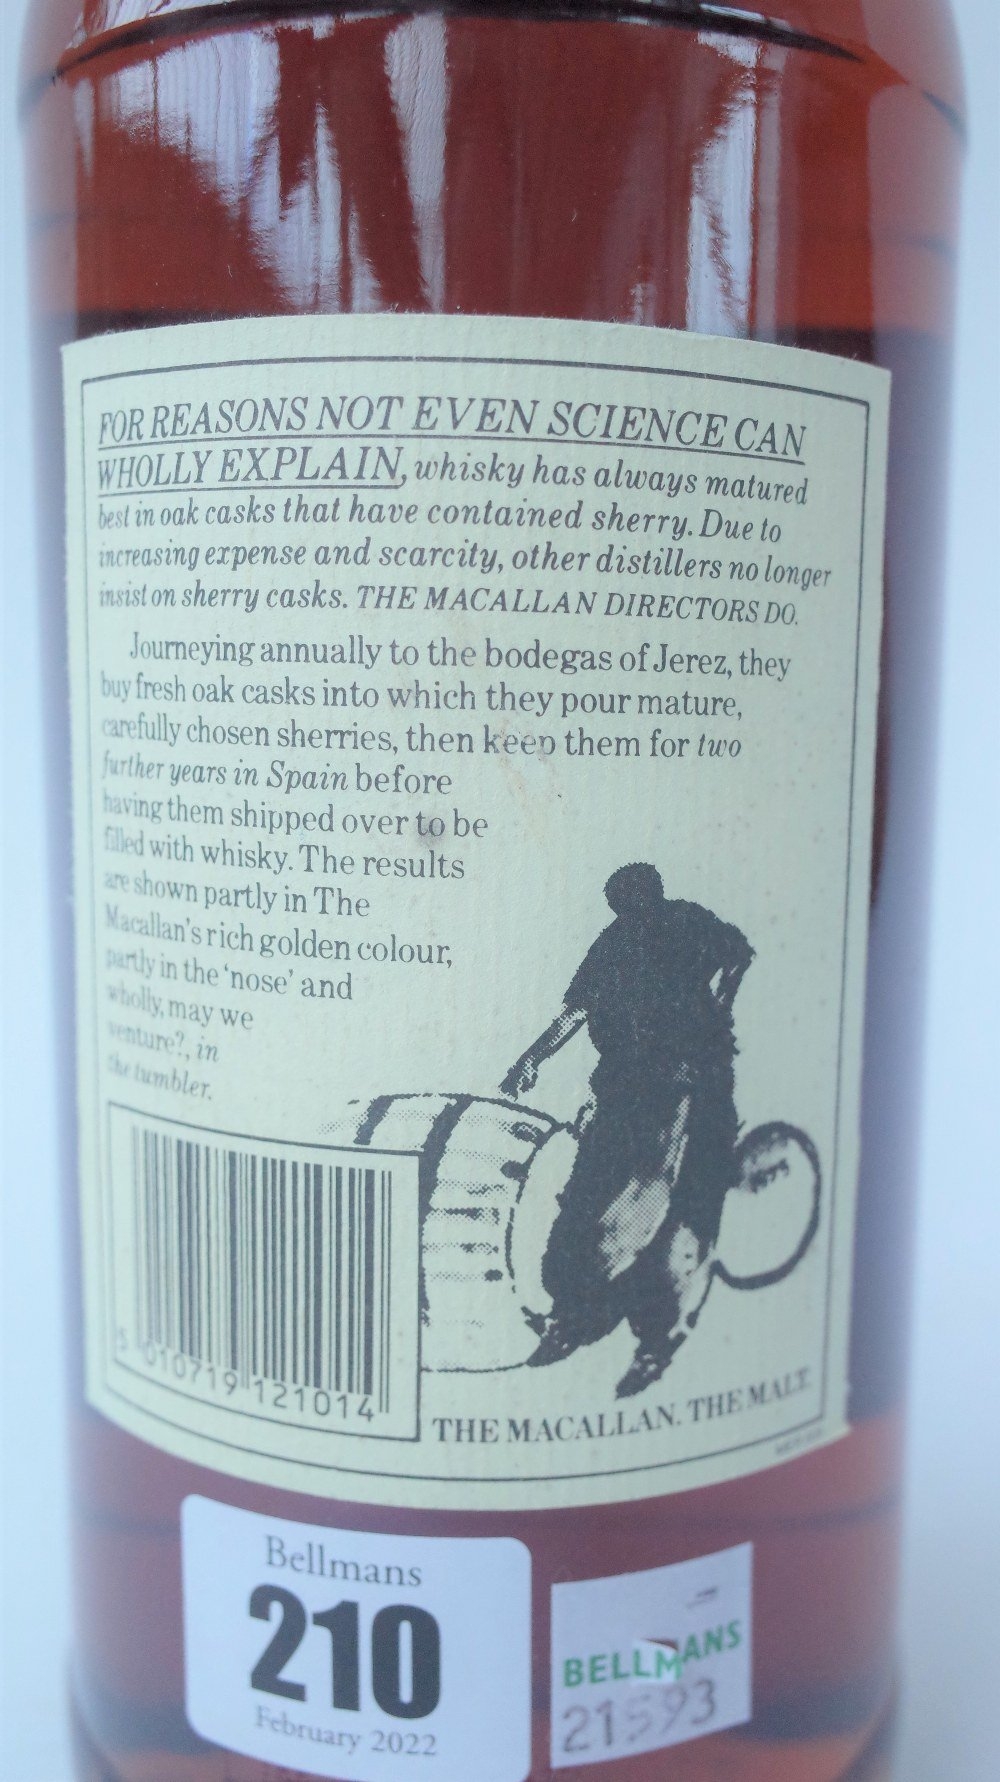 FOR REASONS NOT EVEN SCIENCE CAN
WHOLLY EXPLAIN, whisky has always matured
best in oak casks that have contained sherry. Due to
increasing expense and scarcity, other distillers no longer
insist on sherry casks. THE MACALLAN DIRECTORS DO.
Journeying annually to the bodegas of Jerez, they
buy fresh oak casks into which they pour mature,
carefully chosen sherries, then keep them for two
further years in Spain before
having them shipped over to be
filled with whisky. The results
are shown partly in The
Macallan's rich golden colour,
partly in the 'nose' and
wholly, may we
venture?, in
the tumbler.
5 010719 121014
THE MACALLAN. THE MALT.
Bellmans
210
February 2022
BELLMANS
21593